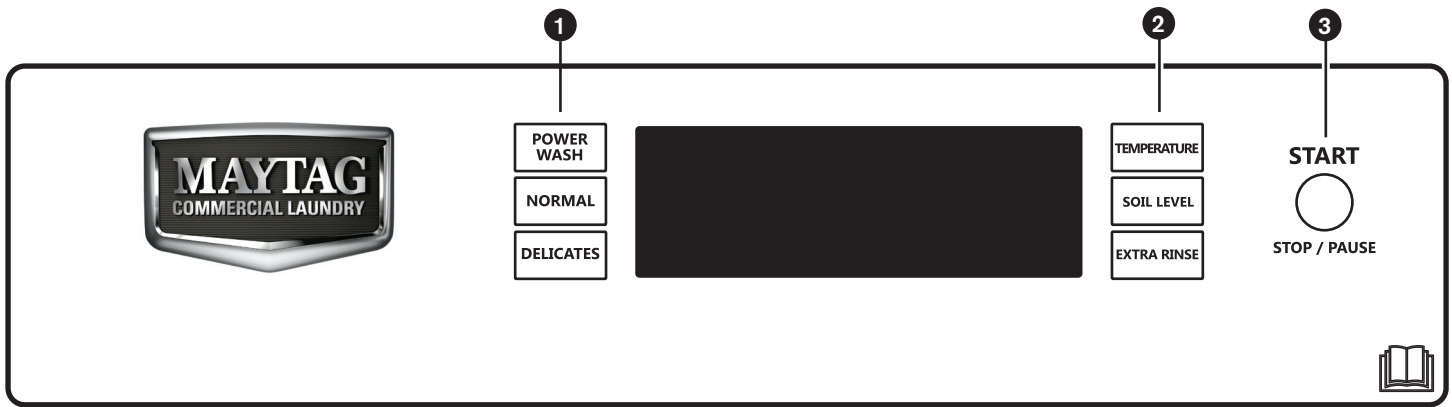 1
2
3
MAYTAG
COMMERCIAL LAUNDRY
POWER
WASH
NORMAL
DELICATES
TEMPERATURE
SOIL LEVEL
EXTRA RINSE
START
STOP / PAUSE